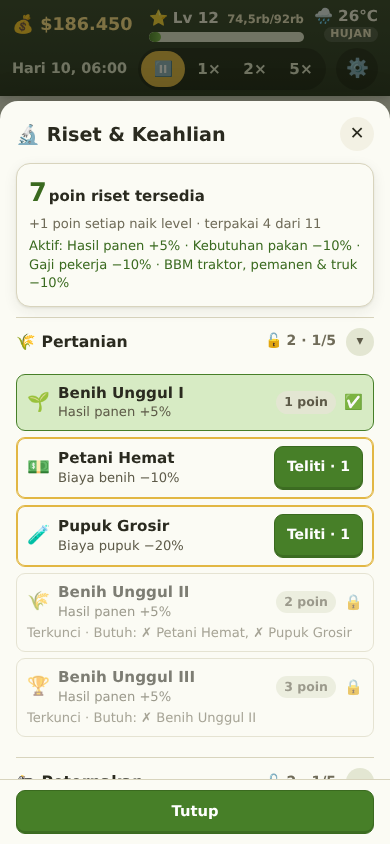 $186.450
Lv 12 74,5rb/92rb
26°C
HUJAN
Hari 10, 06:00
1×
2×
5×
Riset & Keahlian
7 poin riset tersedia
+1 poin setiap naik level · terpakai 4 dari 11
Aktif: Hasil panen +5% · Kebutuhan pakan −10% ·
Gaji pekerja −10% · BBM traktor, pemanen & truk
−10%
Pertanian
2 · 1/5
Benih Unggul I
Hasil panen +5%
1 poin
Petani Hemat
Biaya benih −10%
Teliti · 1
Pupuk Grosir
Biaya pupuk −20%
Teliti · 1
Benih Unggul II
Hasil panen +5%
2 poin
Terkunci · Butuh: ✗ Petani Hemat, ✗ Pupuk Grosir
Benih Unggul III
Hasil panen +5%
3 poin
Terkunci · Butuh: ✗ Benih Unggul II
Tutup